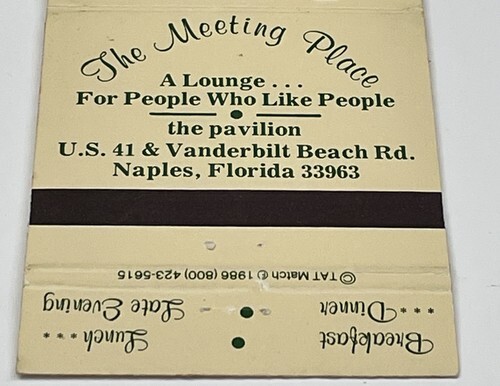 The Meeting Place
A Lounge . . .
For People Who Like People
the pavilion
U.S. 41 & Vanderbilt Beach Rd.
Naples, Florida 33963
Breakfast • Lunch ****
*** Dinner • Late Evening
© TAT Match © 1986 (800) 423-5615